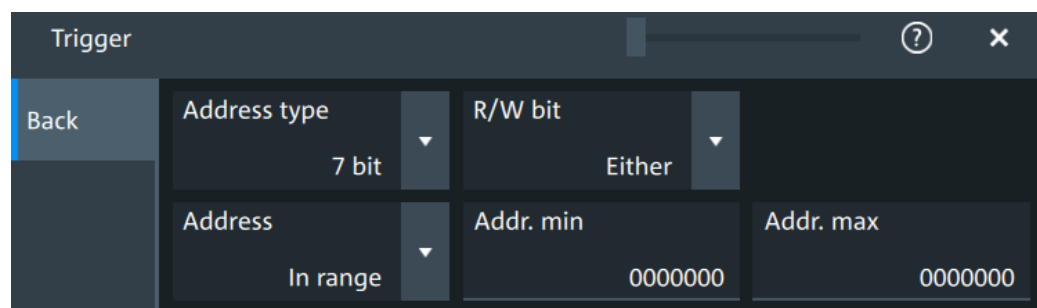 Trigger
?
Back
Address type
7 bit
R/W bit
Either
Address
In range
Addr. min
0000000
Addr. max
0000000